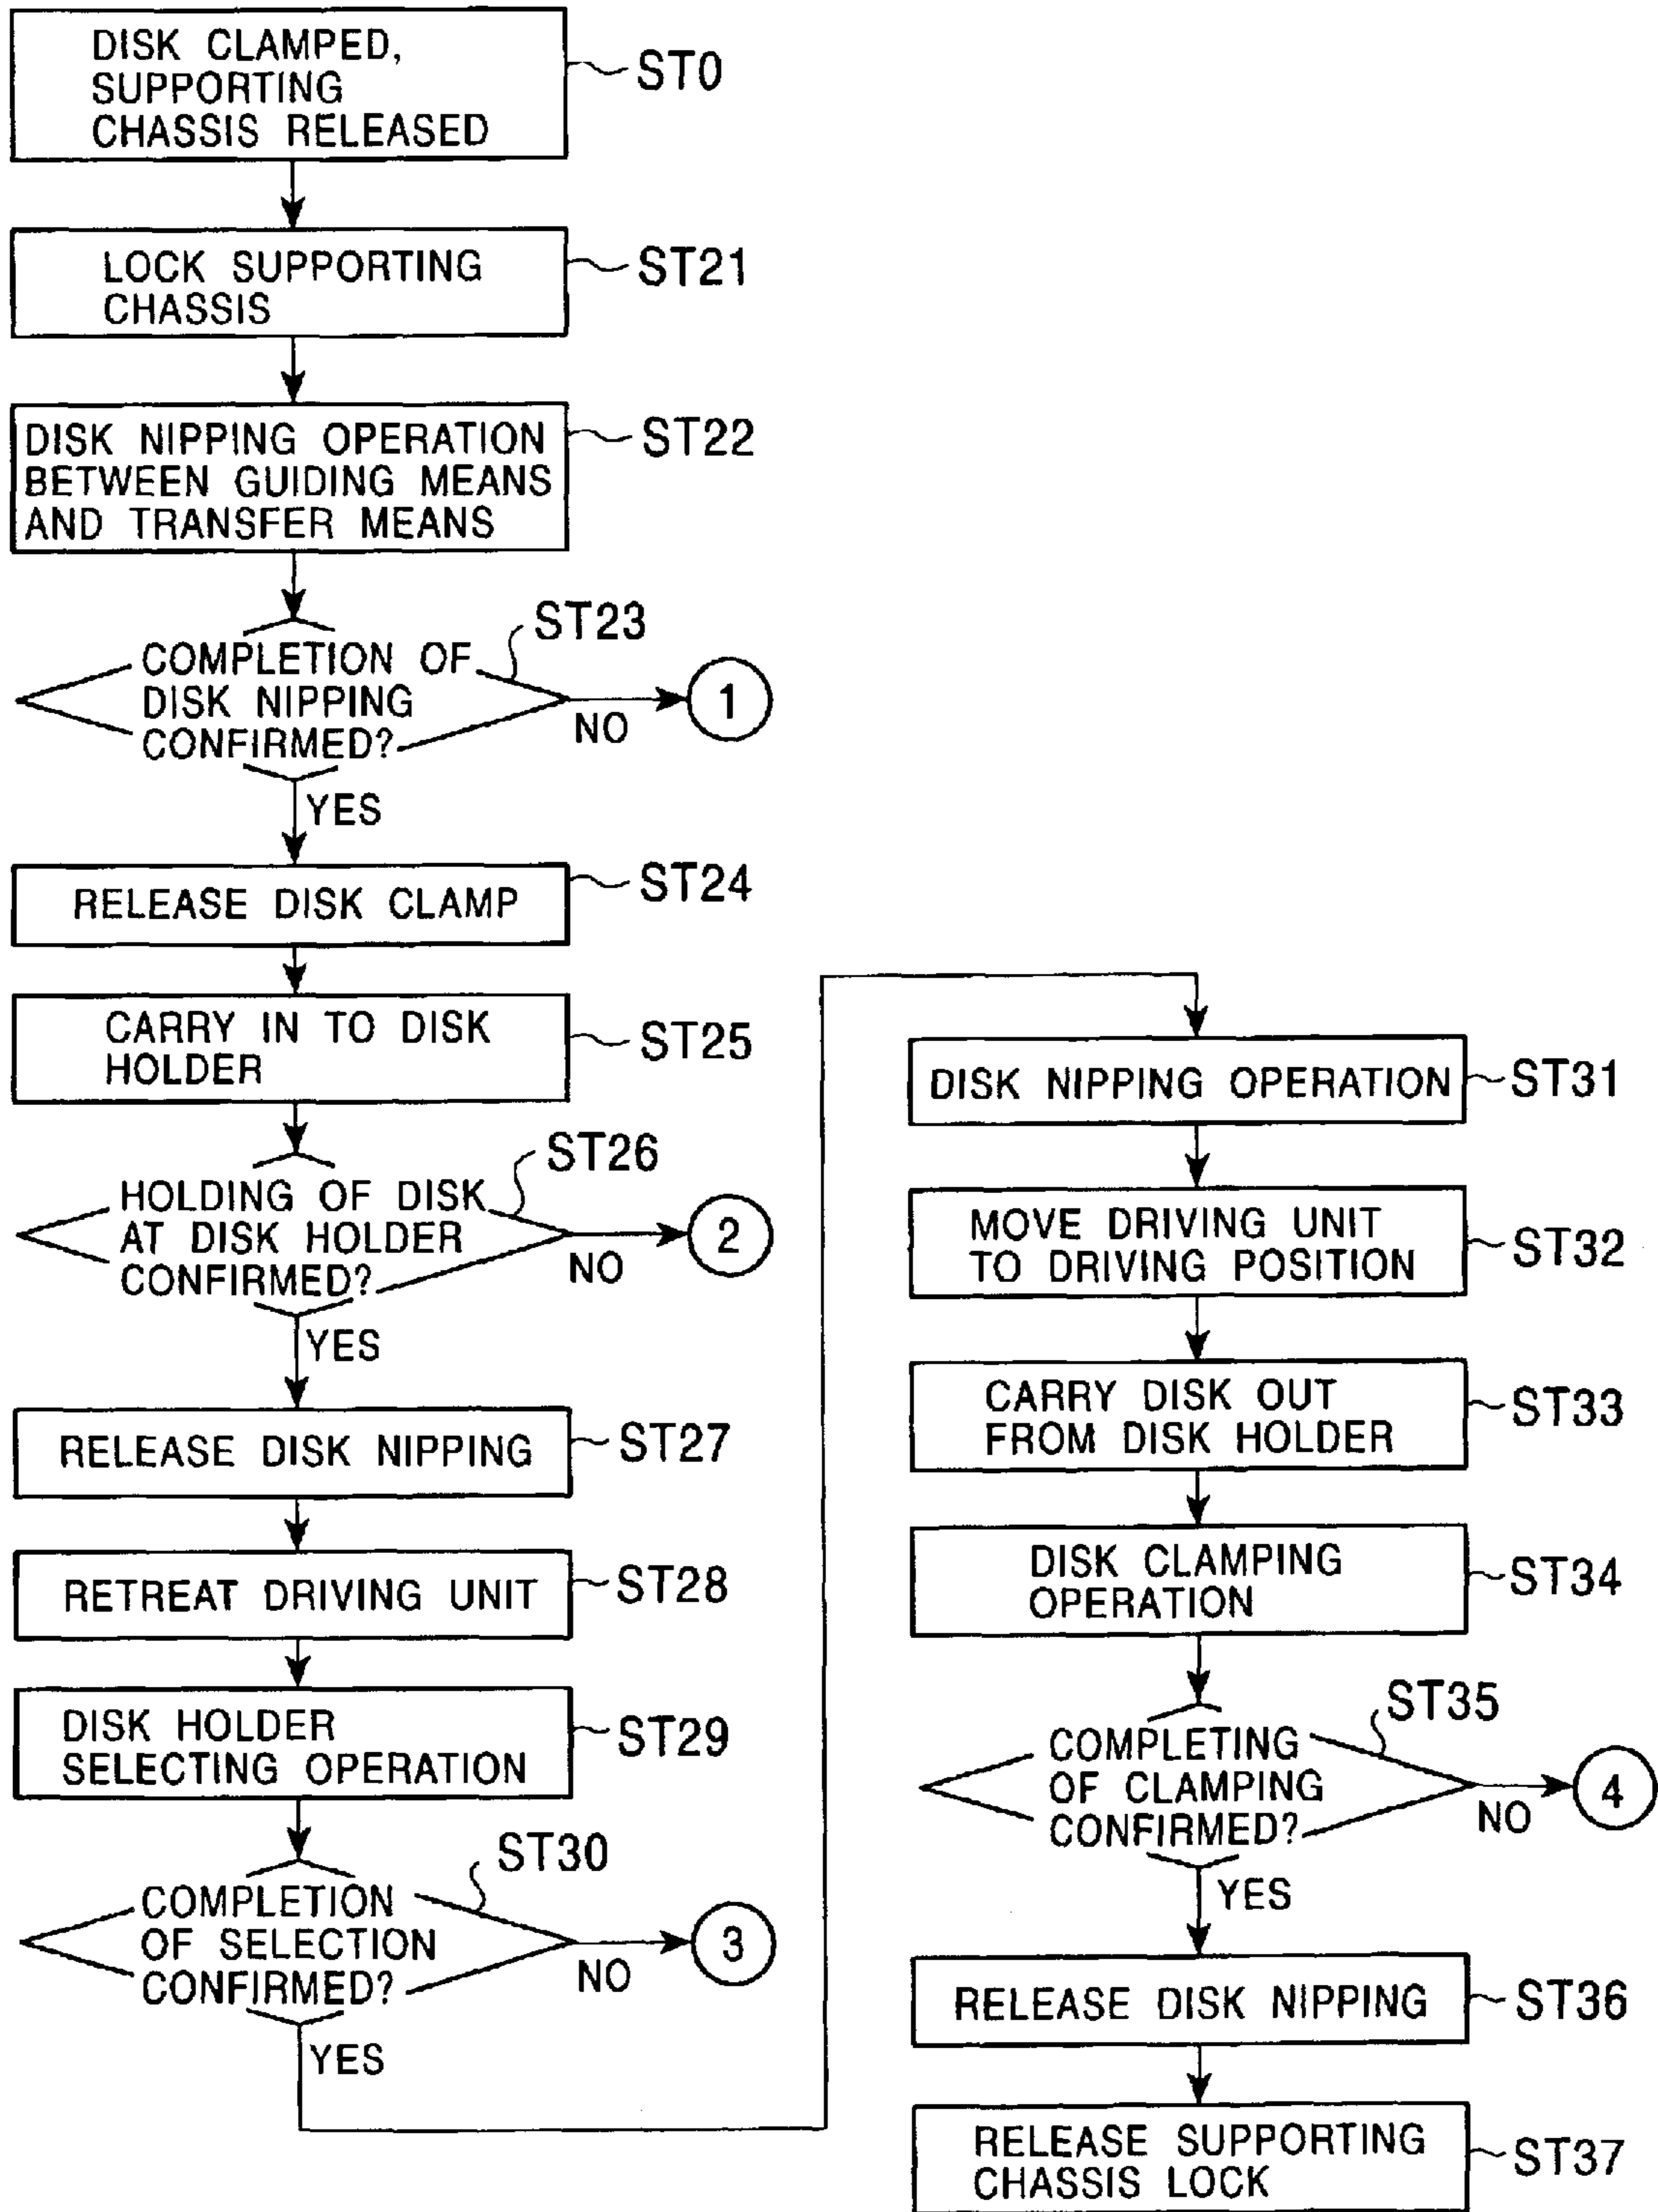 DISK CLAMPED,
SUPPORTING
CHASSIS RELEASED
ST0
LOCK SUPPORTING
CHASSIS
ST21
DISK NIPPING OPERATION
BETWEEN GUIDING MEANS
AND TRANSFER MEANS
ST22
ST23
COMPLETION OF
DISK NIPPING
CONFIRMED?
NO
1
YES
RELEASE DISK CLAMP
ST24
CARRY IN TO DISK
HOLDER
ST25
ST26
HOLDING OF DISK
AT DISK HOLDER
CONFIRMED?
NO
2
YES
RELEASE DISK NIPPING
ST27
RETREAT DRIVING UNIT
ST28
DISK HOLDER
SELECTING OPERATION
ST29
ST30
COMPLETION
OF SELECTION
CONFIRMED?
NO
3
YES
DISK NIPPING OPERATION
ST31
MOVE DRIVING UNIT
TO DRIVING POSITION
ST32
CARRY DISK OUT
FROM DISK HOLDER
ST33
DISK CLAMPING
OPERATION
ST34
ST35
COMPLETING
OF CLAMPING
CONFIRMED?
NO
4
YES
RELEASE DISK NIPPING
ST36
RELEASE SUPPORTING
CHASSIS LOCK
ST37